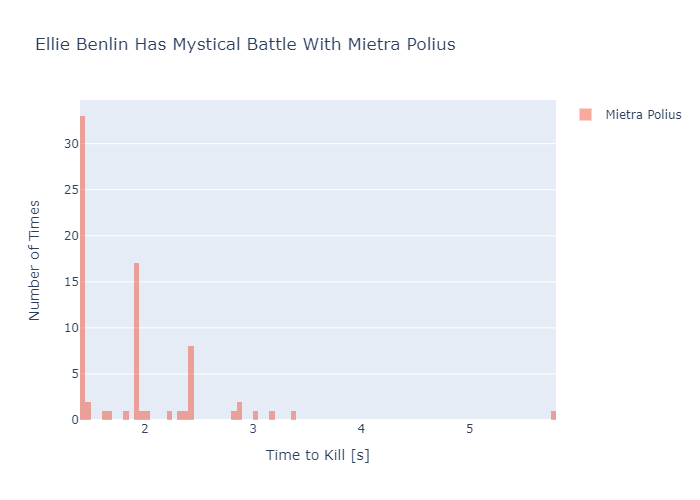 Ellie Benlin Has Mystical Battle With Mietra Polius
Mietra Polius
Number of Times
30
25
20
15
10
5
0
2
3
4
5
Time to Kill [s]